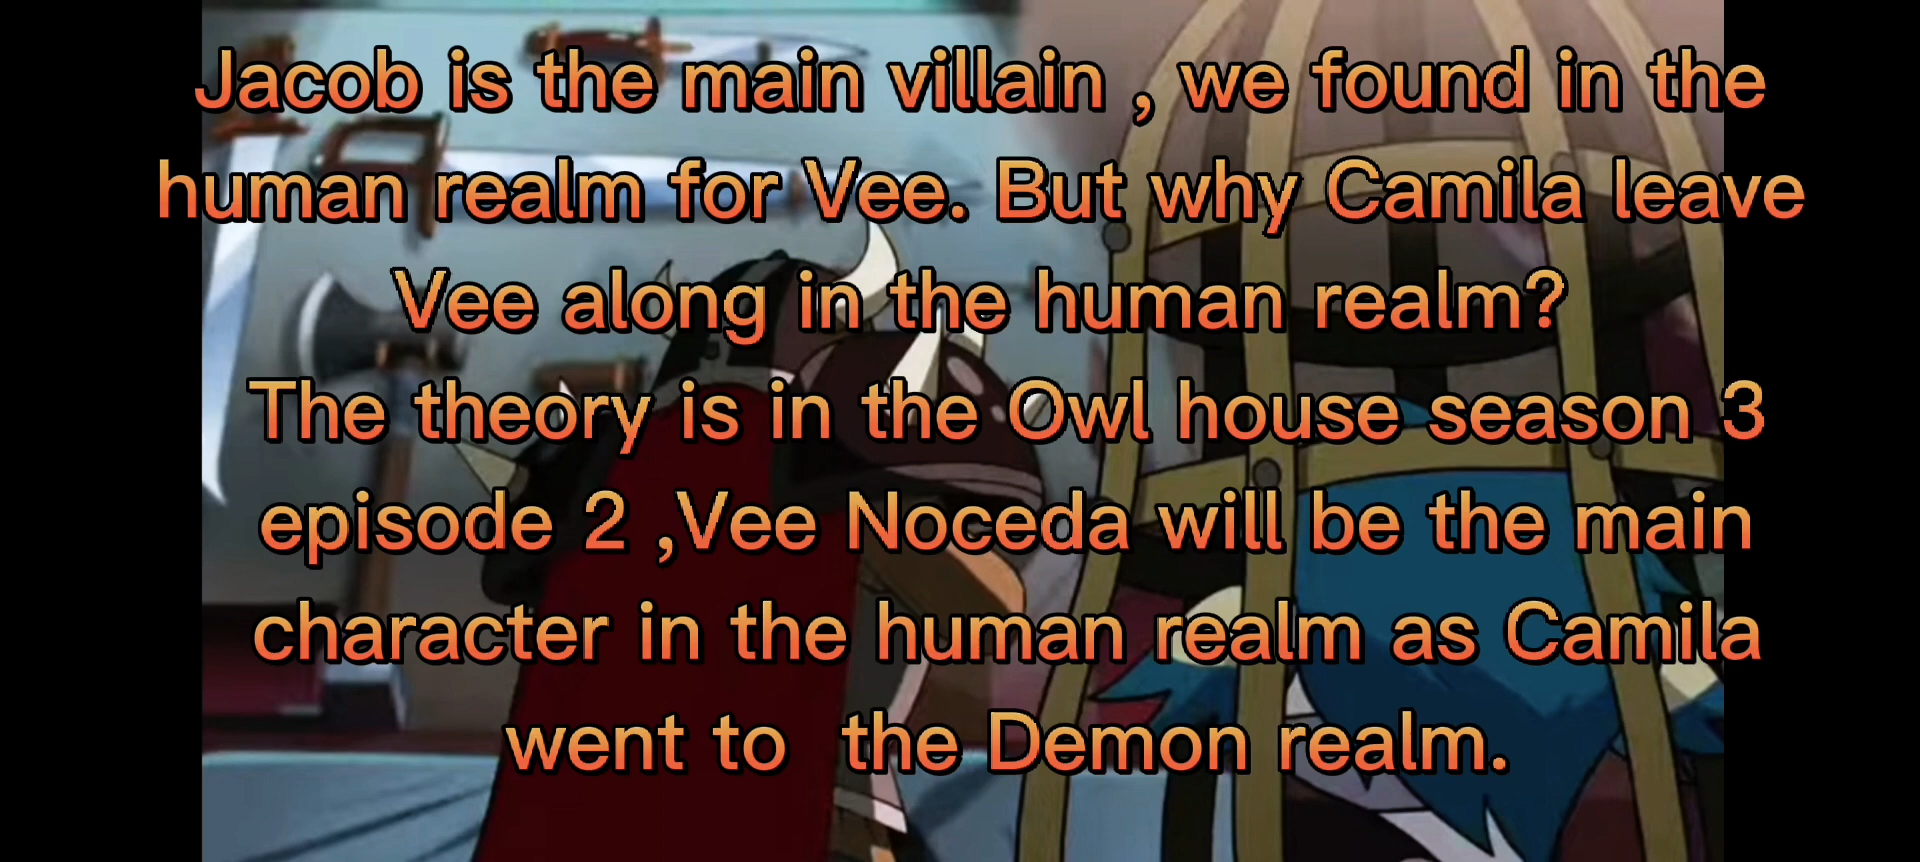 Jacob is the main villain , we found in the
human realm for Vee. But why Camila leave
Vee along in the human realm?
The theory is in the Owl house season 3
episode 2 ,Vee Noceda will be the main
character in the human realm as Camila
went to the Demon realm.